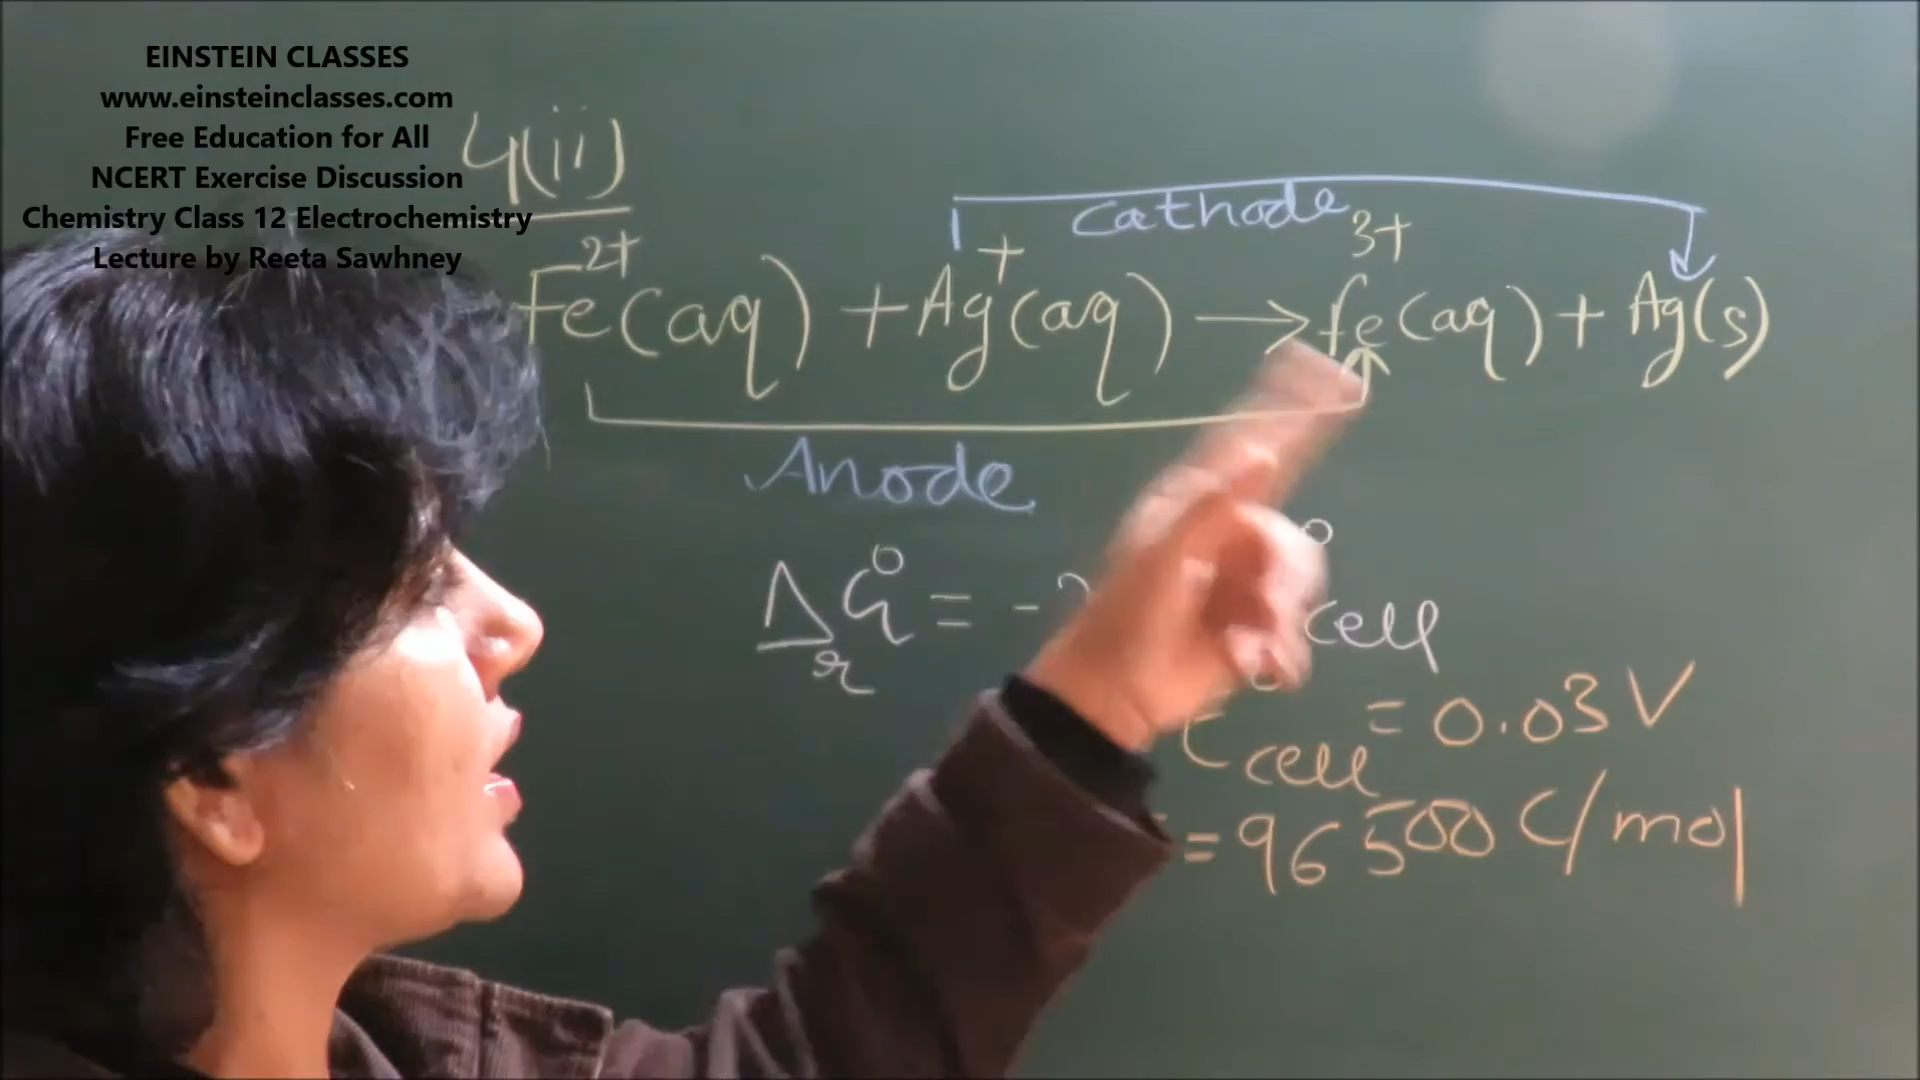 EINSTEIN CLASSES
www.einsteinclasses.com
Free Education for All
NCERT Exercise Discussion
Chemistry Class 12 Electrochemistry
Lecture by Reeta Sawhney
4(ii)
Cathode
Fe²⁺(aq) + Ag⁺(aq) → fe³⁺(aq) + Ag(s)
Anode
ΔrG° = - ° cell
E° cell = 0.03 V
= 96500 C/mol